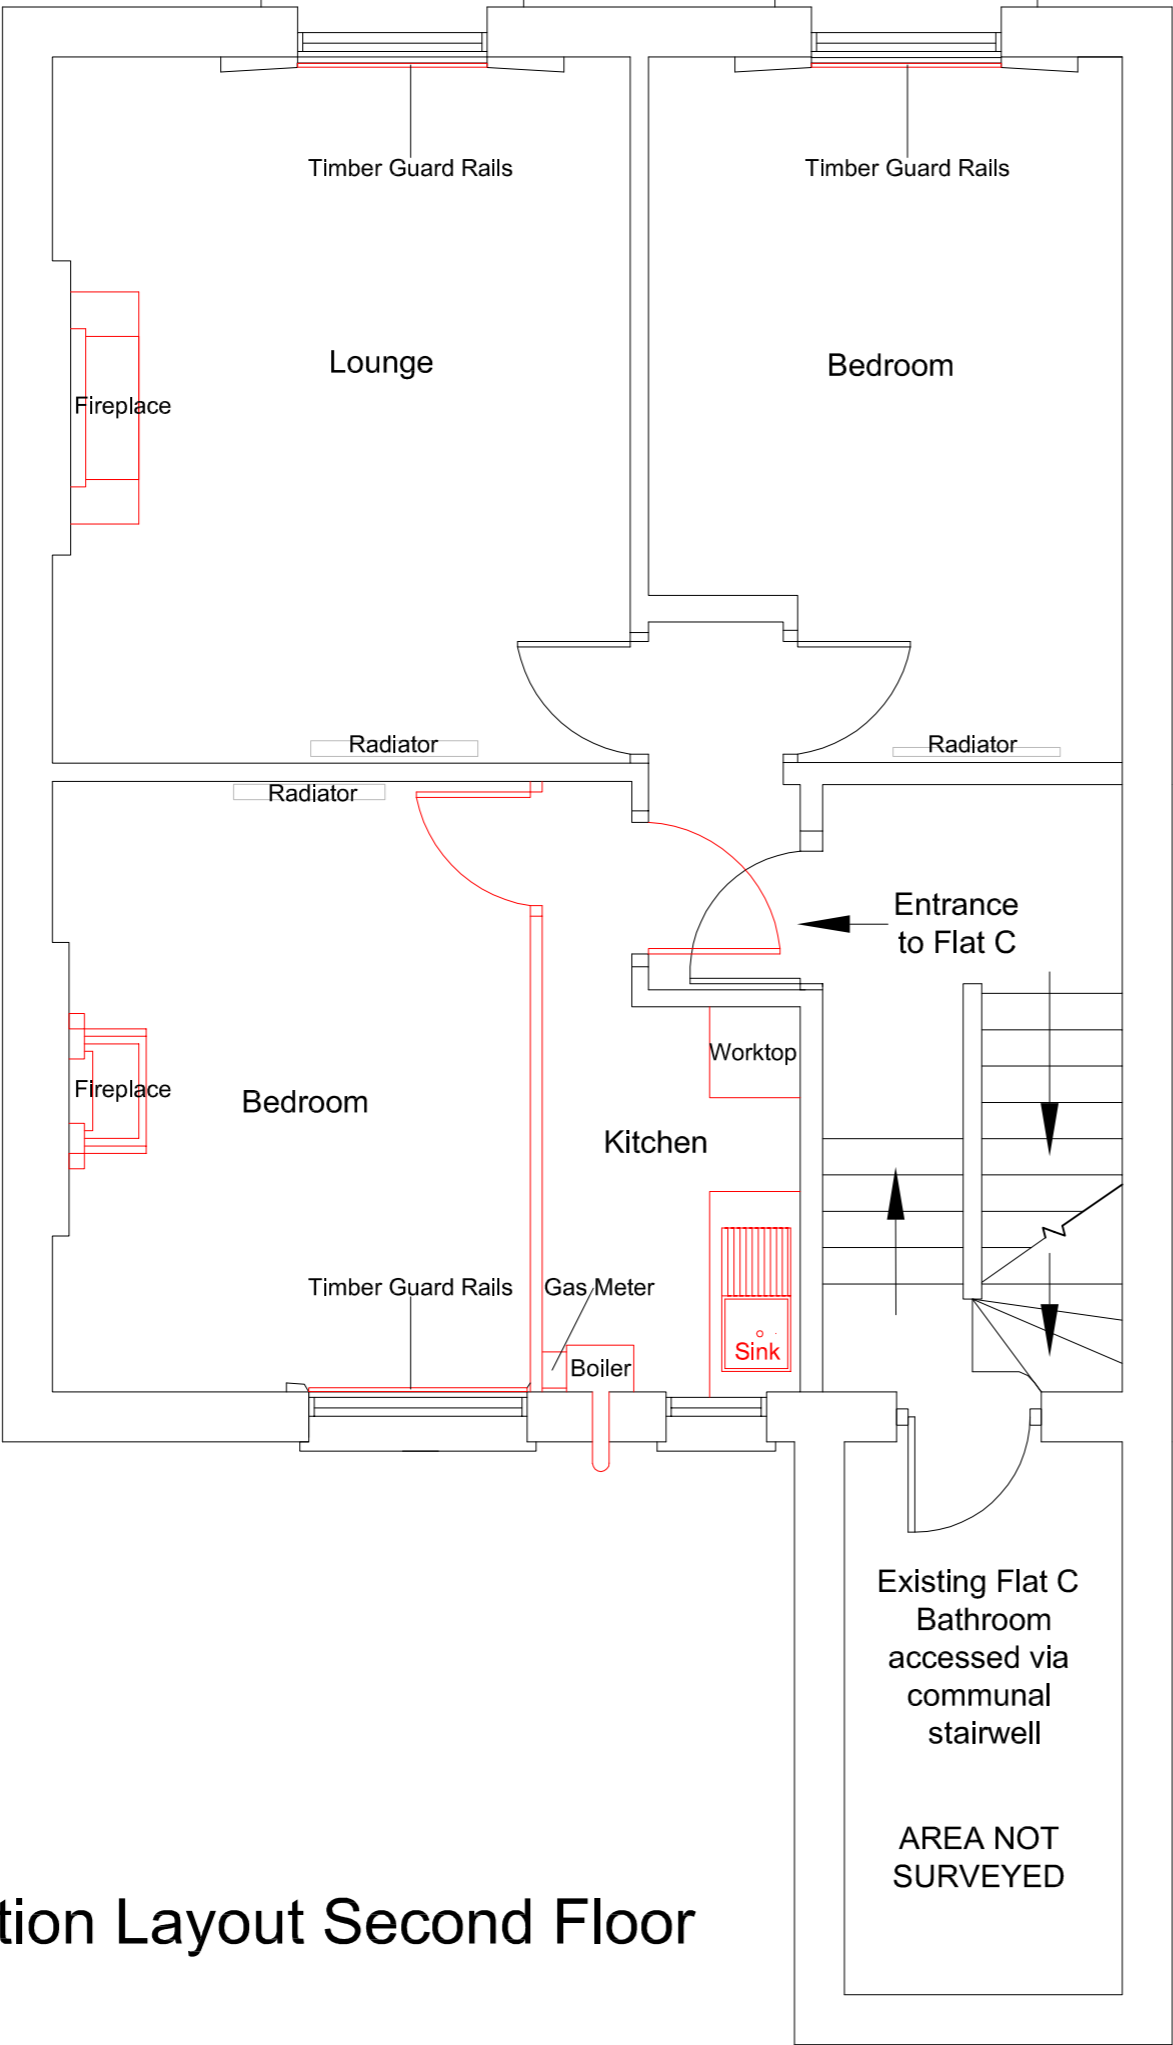 Timber Guard Rails
Timber Guard Rails
Lounge
Bedroom
Fireplace
Radiator
Radiator
Radiator
Entrance
to Flat C
Worktop
Fireplace
Bedroom
Kitchen
Timber Guard Rails
Gas Meter
Sink
Boiler
Existing Flat C
Bathroom
accessed via
communal
stairwell
AREA NOT
SURVEYED
tion Layout Second Floor